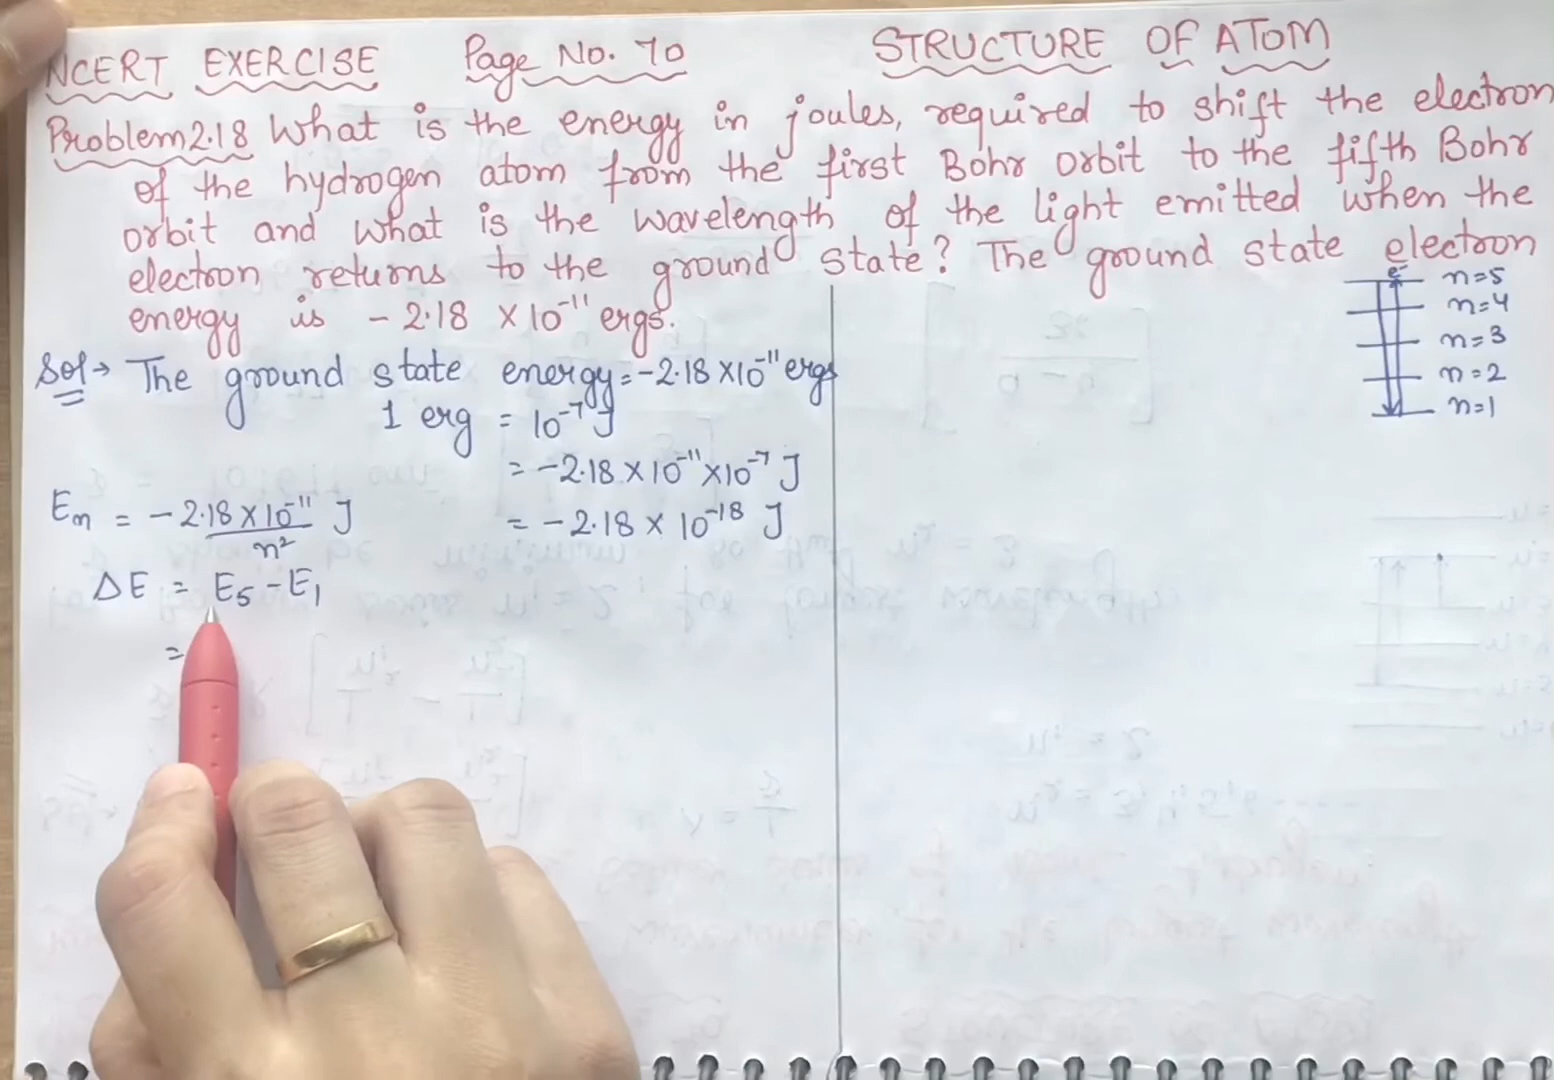 NCERT EXERCISE Page No. 70 STRUCTURE OF ATOM
Problem 2.18 What is the energy in joules, required to shift the electron
of the hydrogen atom from the first Bohr orbit to the fifth Bohr
orbit and what is the wavelength of the light emitted when the
electron returns to the ground state? The ground state electron
energy is - 2.18 × 10⁻¹¹ ergs.
e⁻ n=5
n=4
n=3
n=2
n=1
Sol→ The ground state energy = -2.18 × 10⁻¹¹ ergs
1 erg = 10⁻⁷ J
= -2.18 × 10⁻¹¹ × 10⁻⁷ J
= -2.18 × 10⁻¹⁸ J
En = -2.18 × 10⁻¹¹ J
n²
ΔE = E₅ - E₁
=